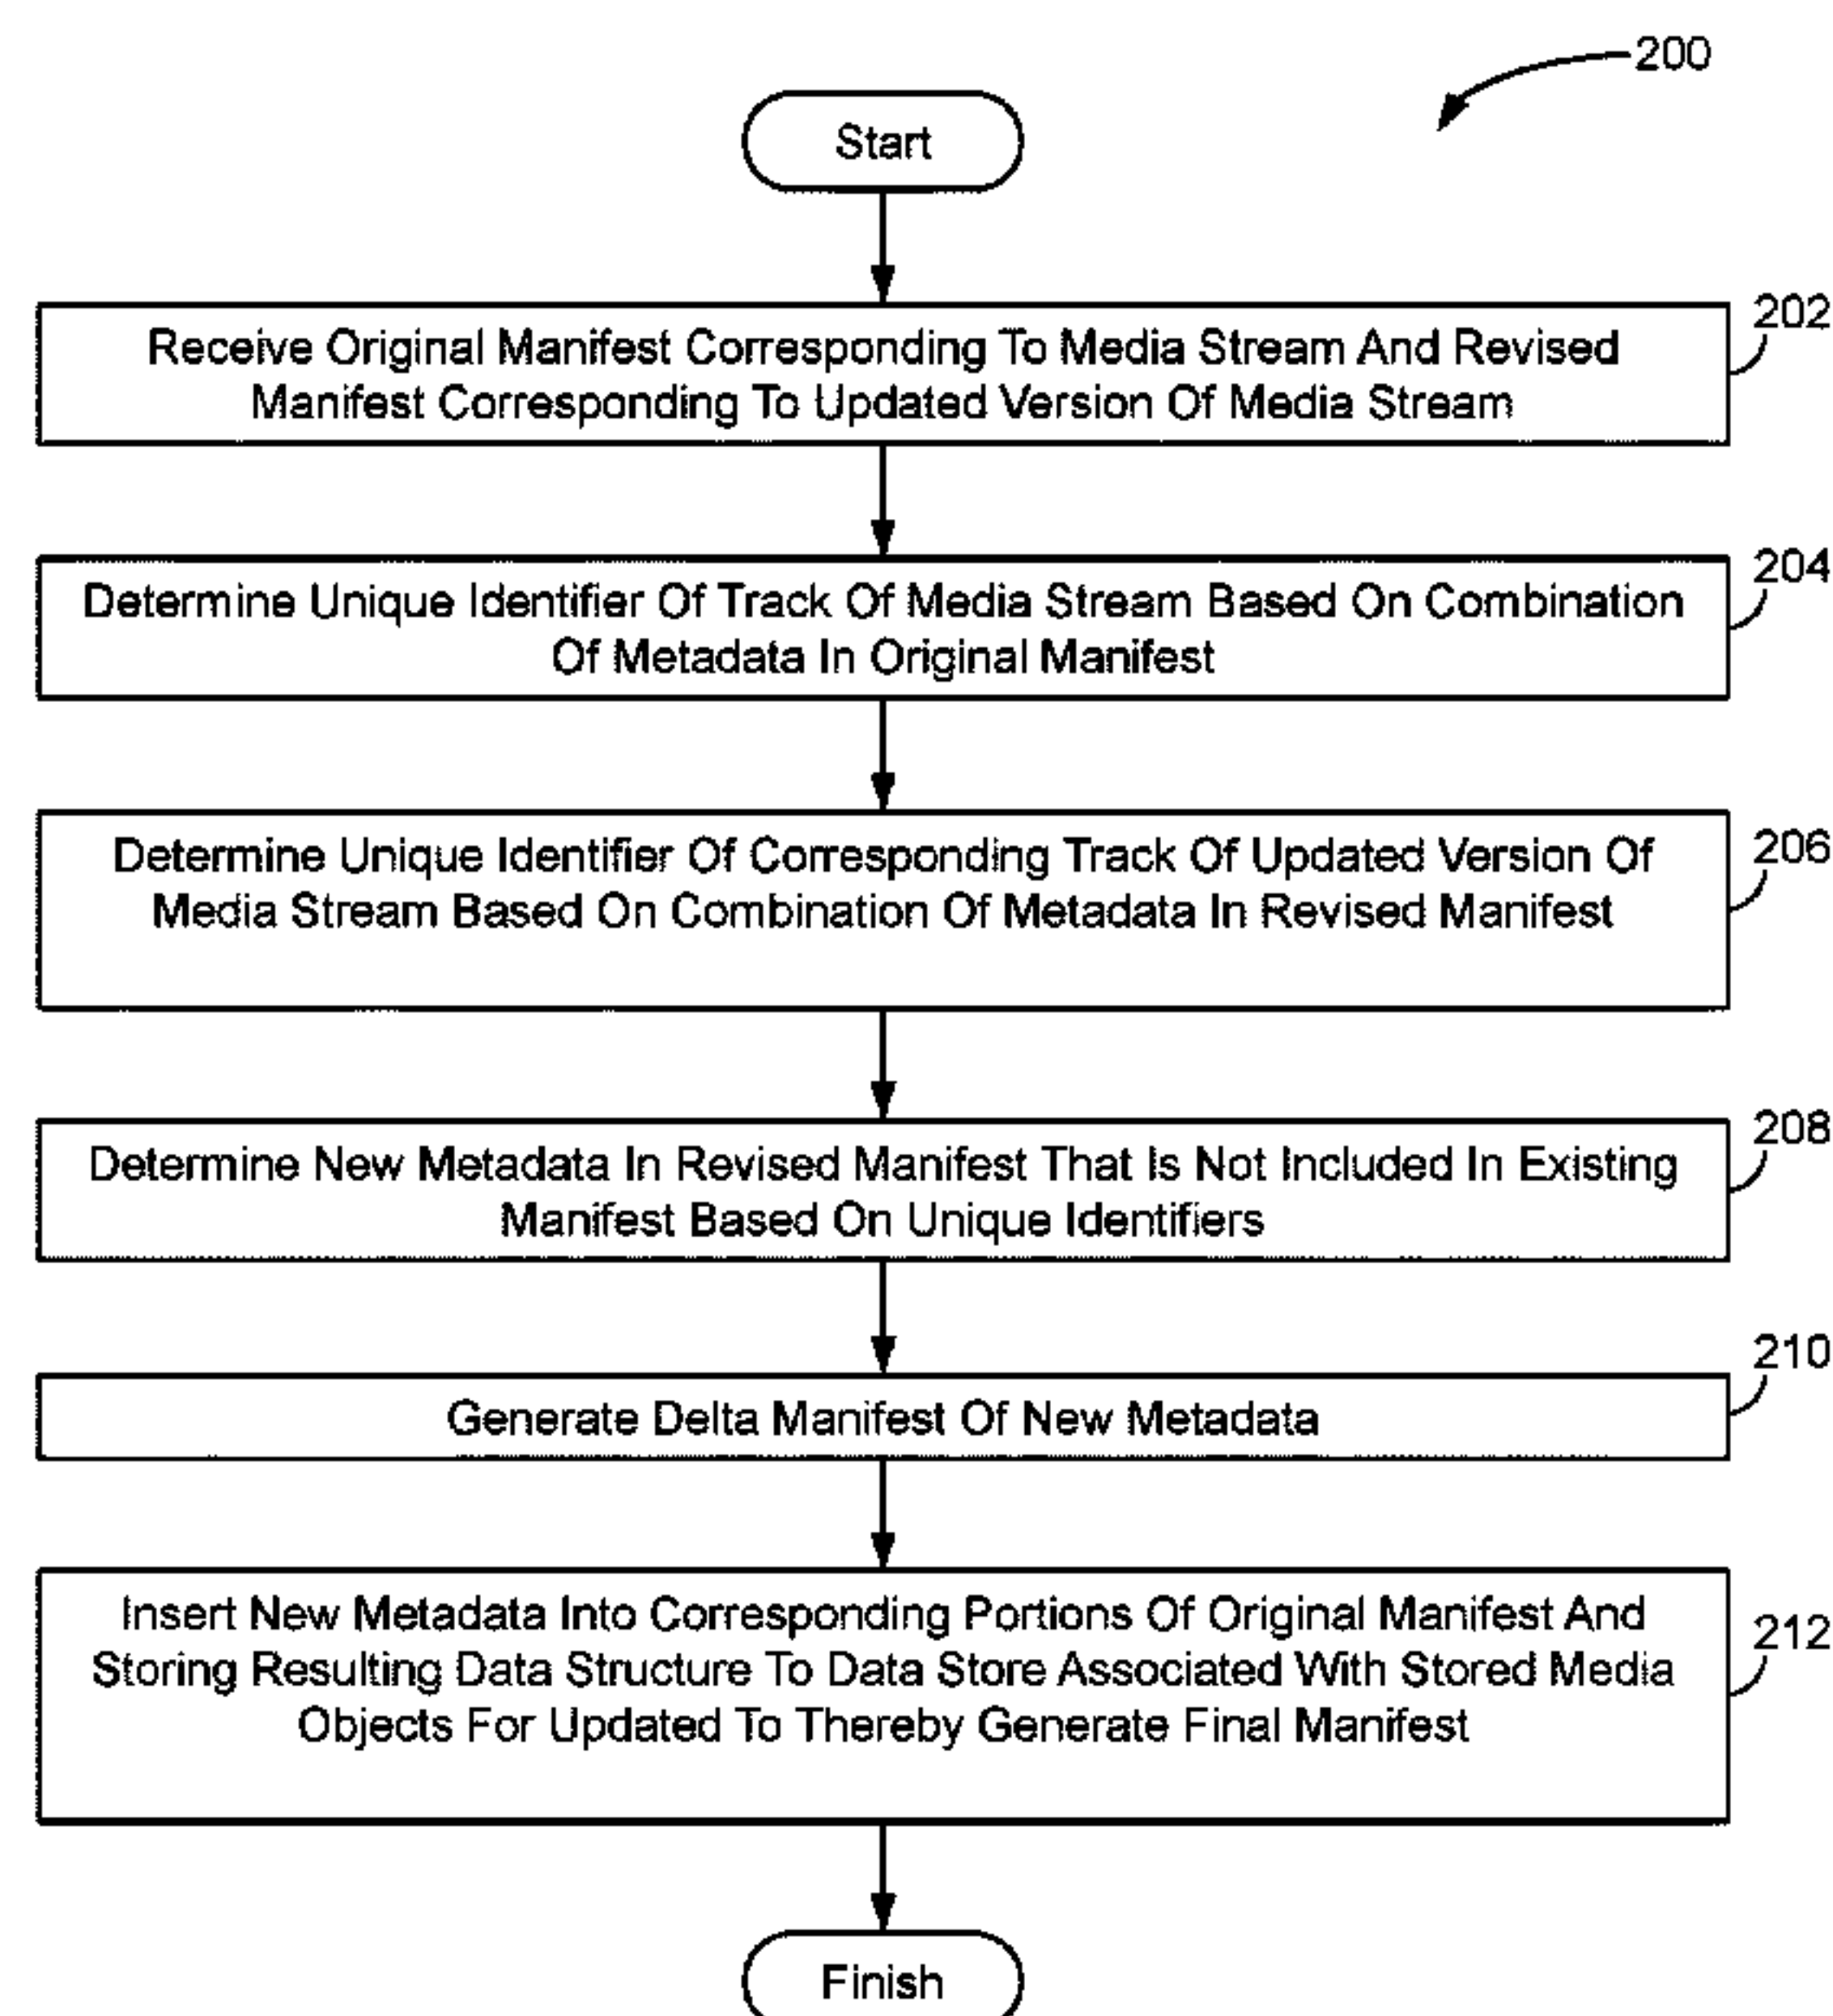 200
Start
202
Receive Original Manifest Corresponding To Media Stream And Revised
Manifest Corresponding To Updated Version Of Media Stream
204
Determine Unique Identifier Of Track Of Media Stream Based On Combination
Of Metadata In Original Manifest
206
Determine Unique Identifier Of Corresponding Track Of Updated Version Of
Media Stream Based On Combination Of Metadata In Revised Manifest
208
Determine New Metadata In Revised Manifest That Is Not Included In Existing
Manifest Based On Unique Identifiers
210
Generate Delta Manifest Of New Metadata
212
Insert New Metadata Into Corresponding Portions Of Original Manifest And
Storing Resulting Data Structure To Data Store Associated With Stored Media
Objects For Updated To Thereby Generate Final Manifest
Finish